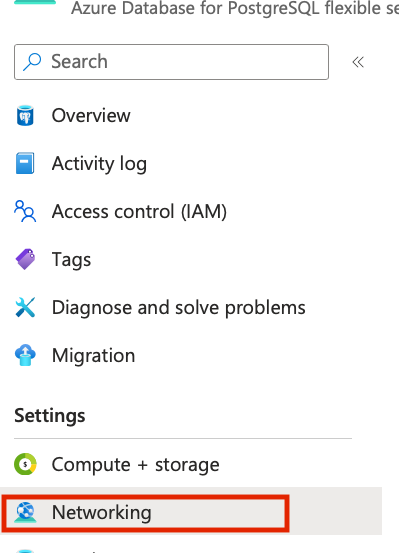 Azure Database for PostgreSQL flexible se
Search
Overview
Activity log
Access control (IAM)
Tags
Diagnose and solve problems
Migration
Settings
Compute + storage
Networking